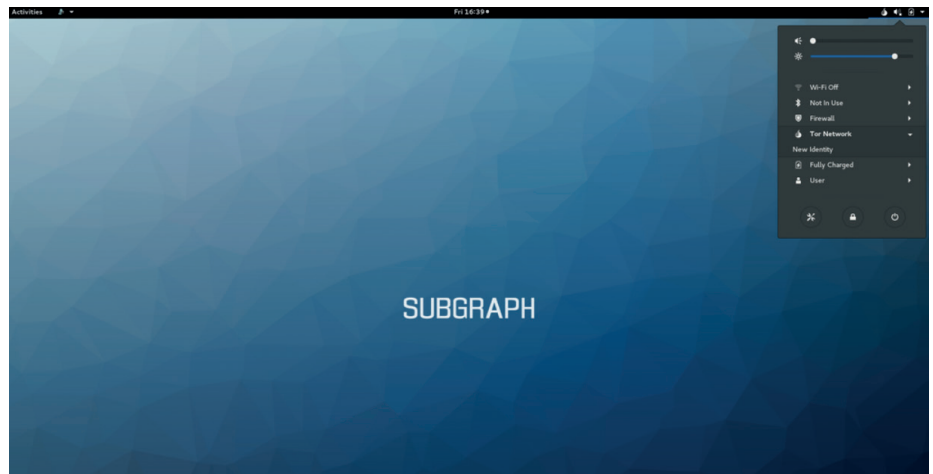 Activities
Fri 16:39
Wi-Fi Off
Not In Use
Firewall
Tor Network
New Identity
Fully Charged
User
SUBGRAPH